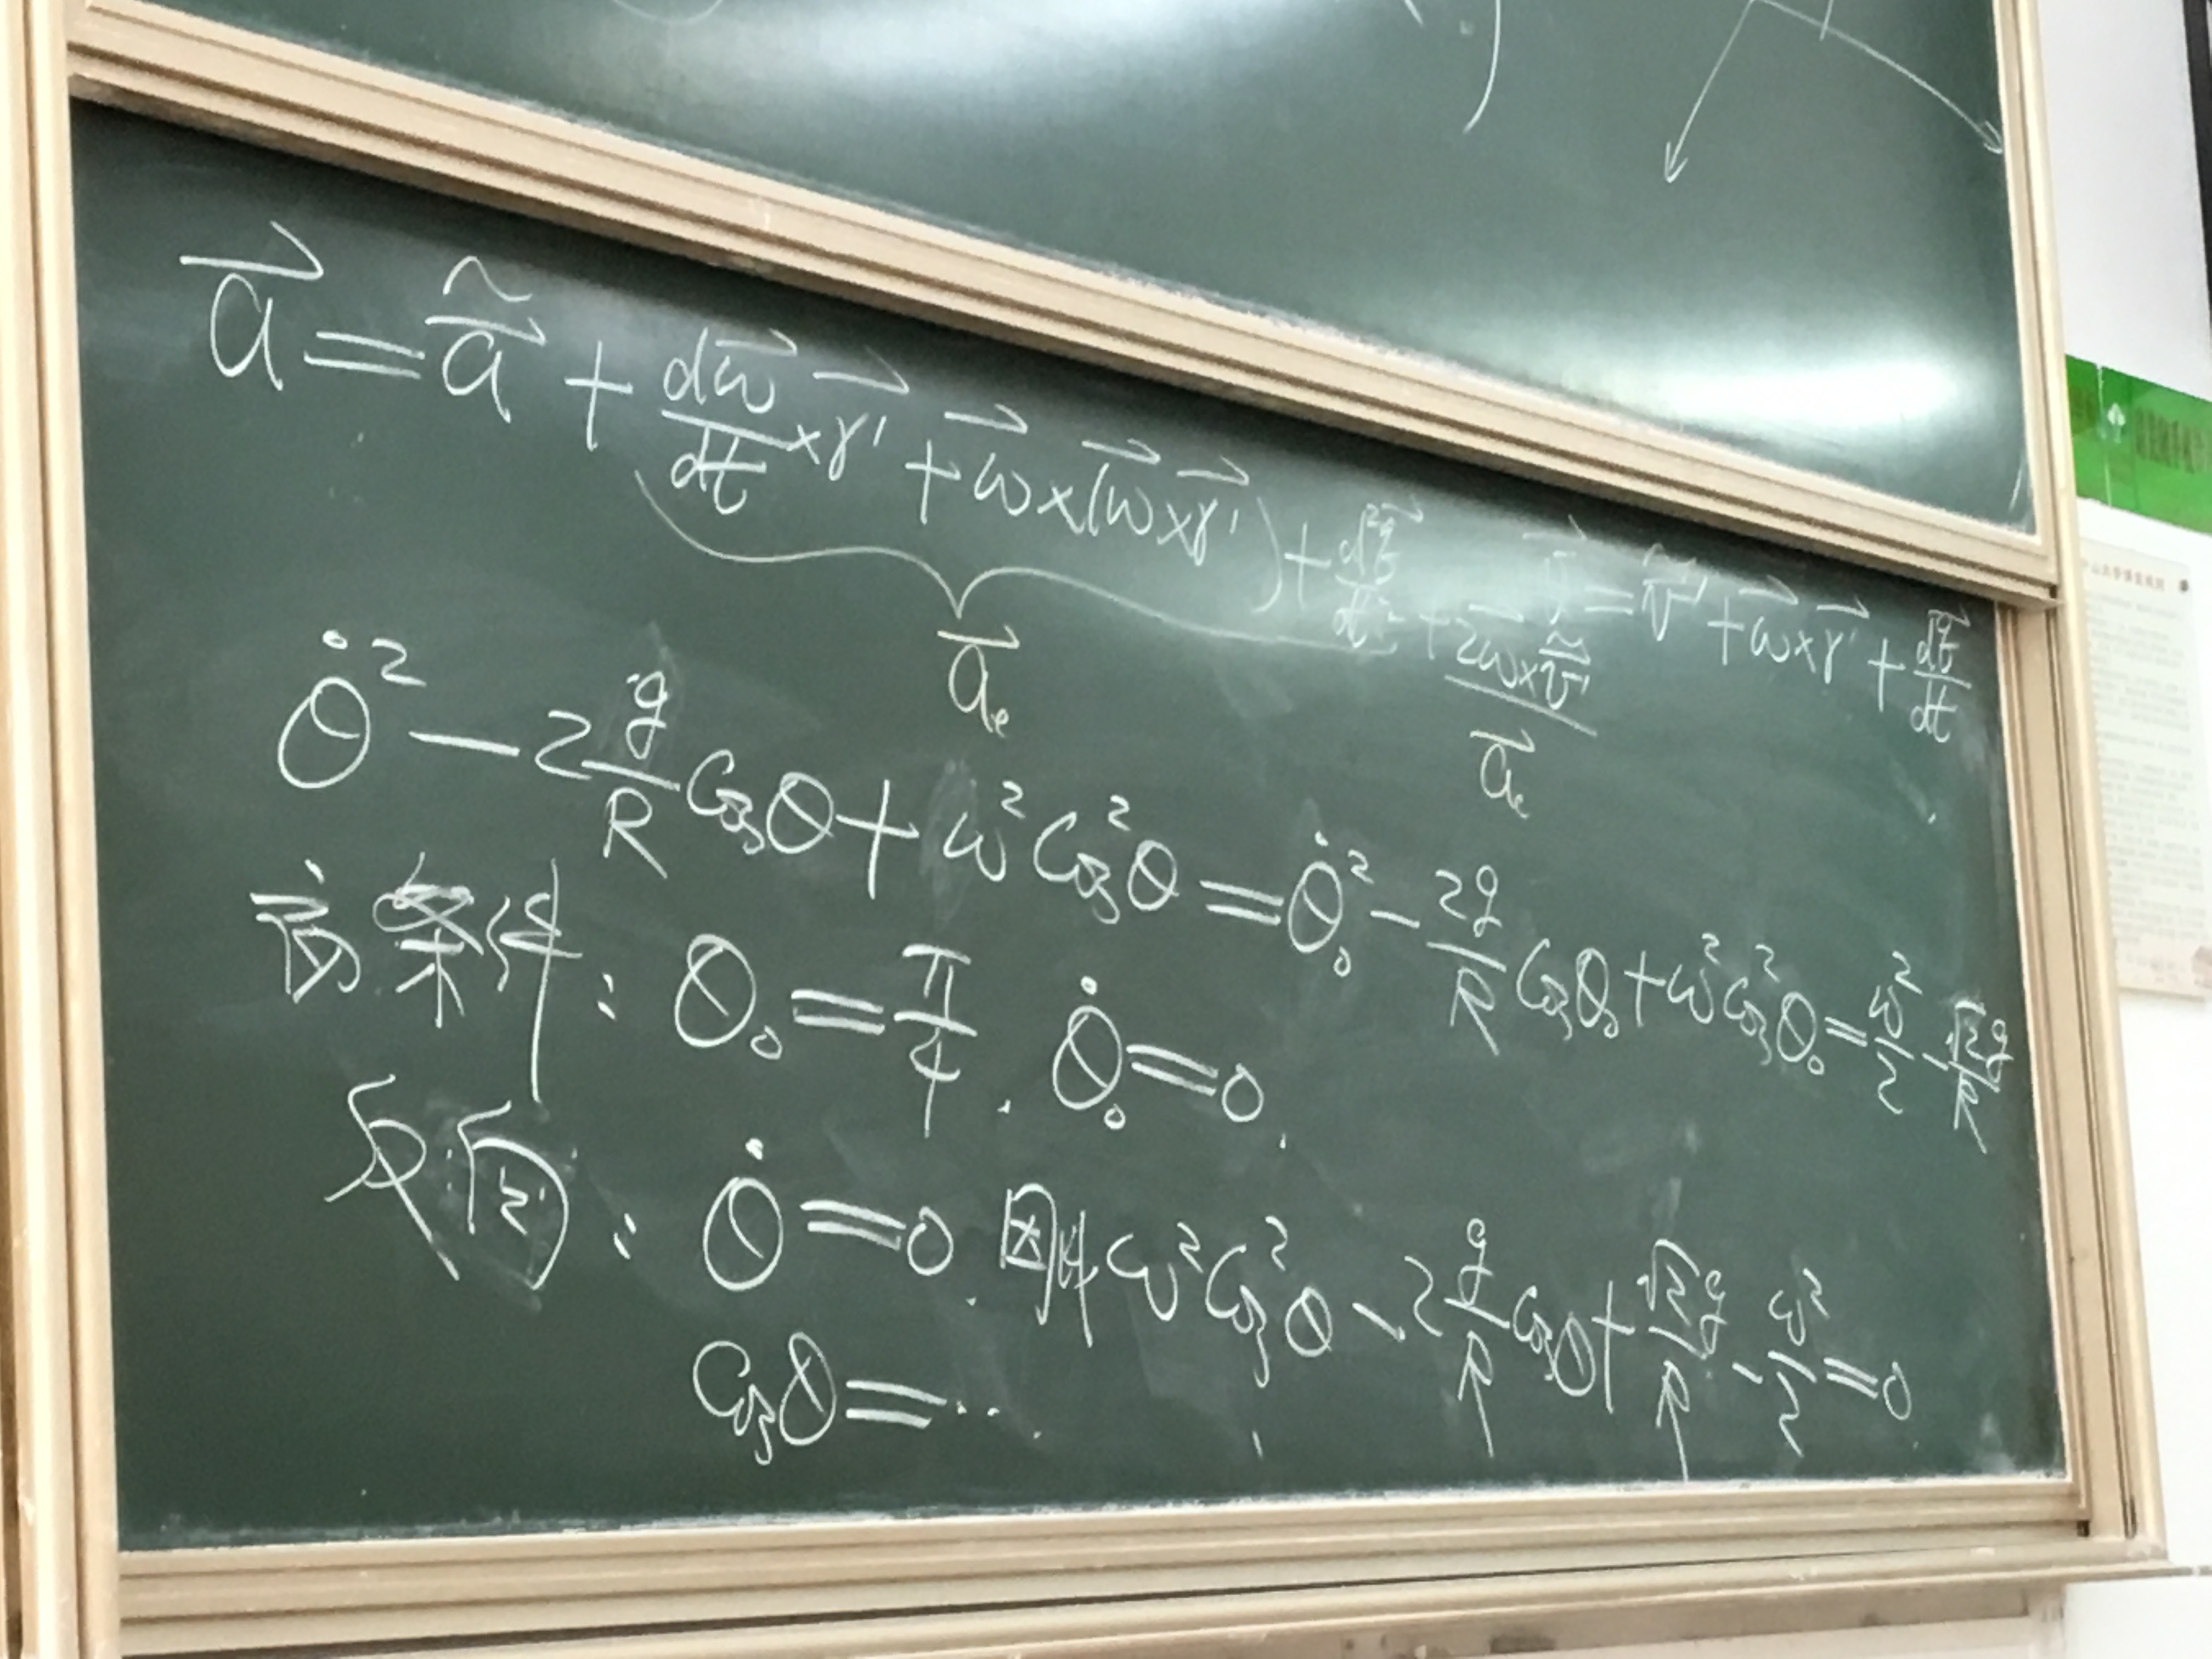 $\vec{a} = \tilde{\vec{a}} + \frac{d\vec{\omega}}{dt} \times \vec{r'} + \vec{\omega} \times (\vec{\omega} \times \vec{r'}) + \frac{d^2\vec{r}}{dt^2} + 2\vec{\omega} \times \tilde{\vec{v}}'$
$\vec{v} = \tilde{\vec{v}}' + \vec{\omega} \times \vec{r'} + \frac{d\vec{r}}{dt}$
$\vec{a}_e$ $\vec{a}_c$
$\dot{\theta}^2 - 2\frac{g}{R}\cos\theta + \omega^2\cos^2\theta = \dot{\theta}_0^2 - \frac{2g}{R}\cos\theta_0 + \omega^2\cos^2\theta_0 = \frac{\omega^2}{2} - \frac{\sqrt{2}g}{R}$
条件: $\theta_0 = \frac{\pi}{4}. \dot{\theta}_0 = 0.$
反向: $\dot{\theta} = 0.$ 因此 $\omega^2\cos^2\theta - 2\frac{g}{R}\cos\theta + \frac{\sqrt{2}g}{R} - \frac{\omega^2}{2} = 0.$
$\cos\theta = \cdots$